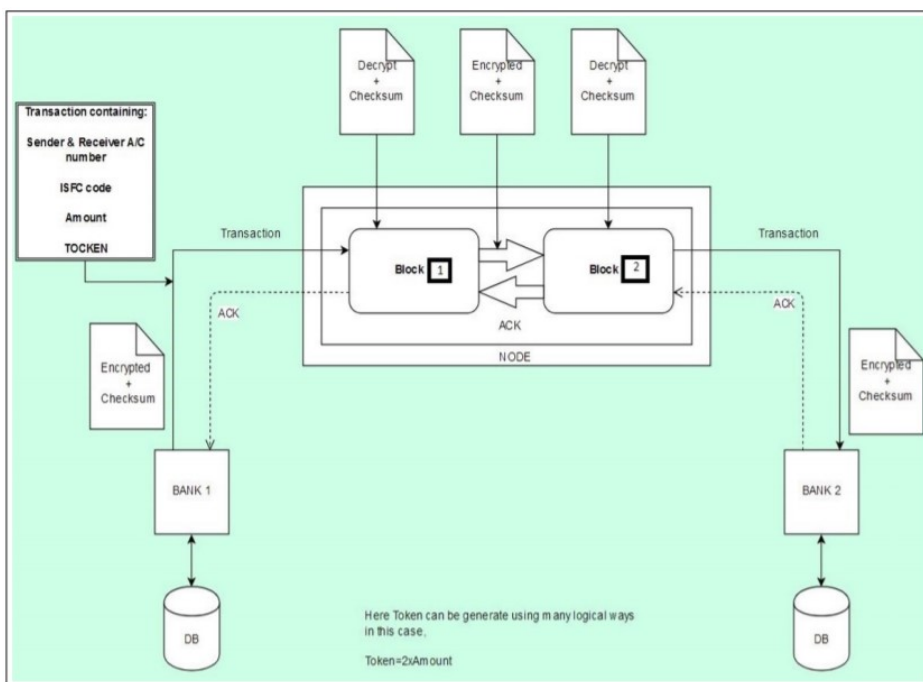 Decrypt
+
Checksum
Encrypted
+
Checksum
Decrypt
+
Checksum
Transaction containing:
Sender & Receiver A/C
number
ISFC code
Amount
TOCKEN
Transaction
Block 1
Block 2
Transaction
ACK
ACK
ACK
NODE
Encrypted
+
Checksum
Encrypted
+
Checksum
BANK 1
BANK 2
DB
DB
Here Token can be generate using many logical ways
in this case,
Token=2xAmount